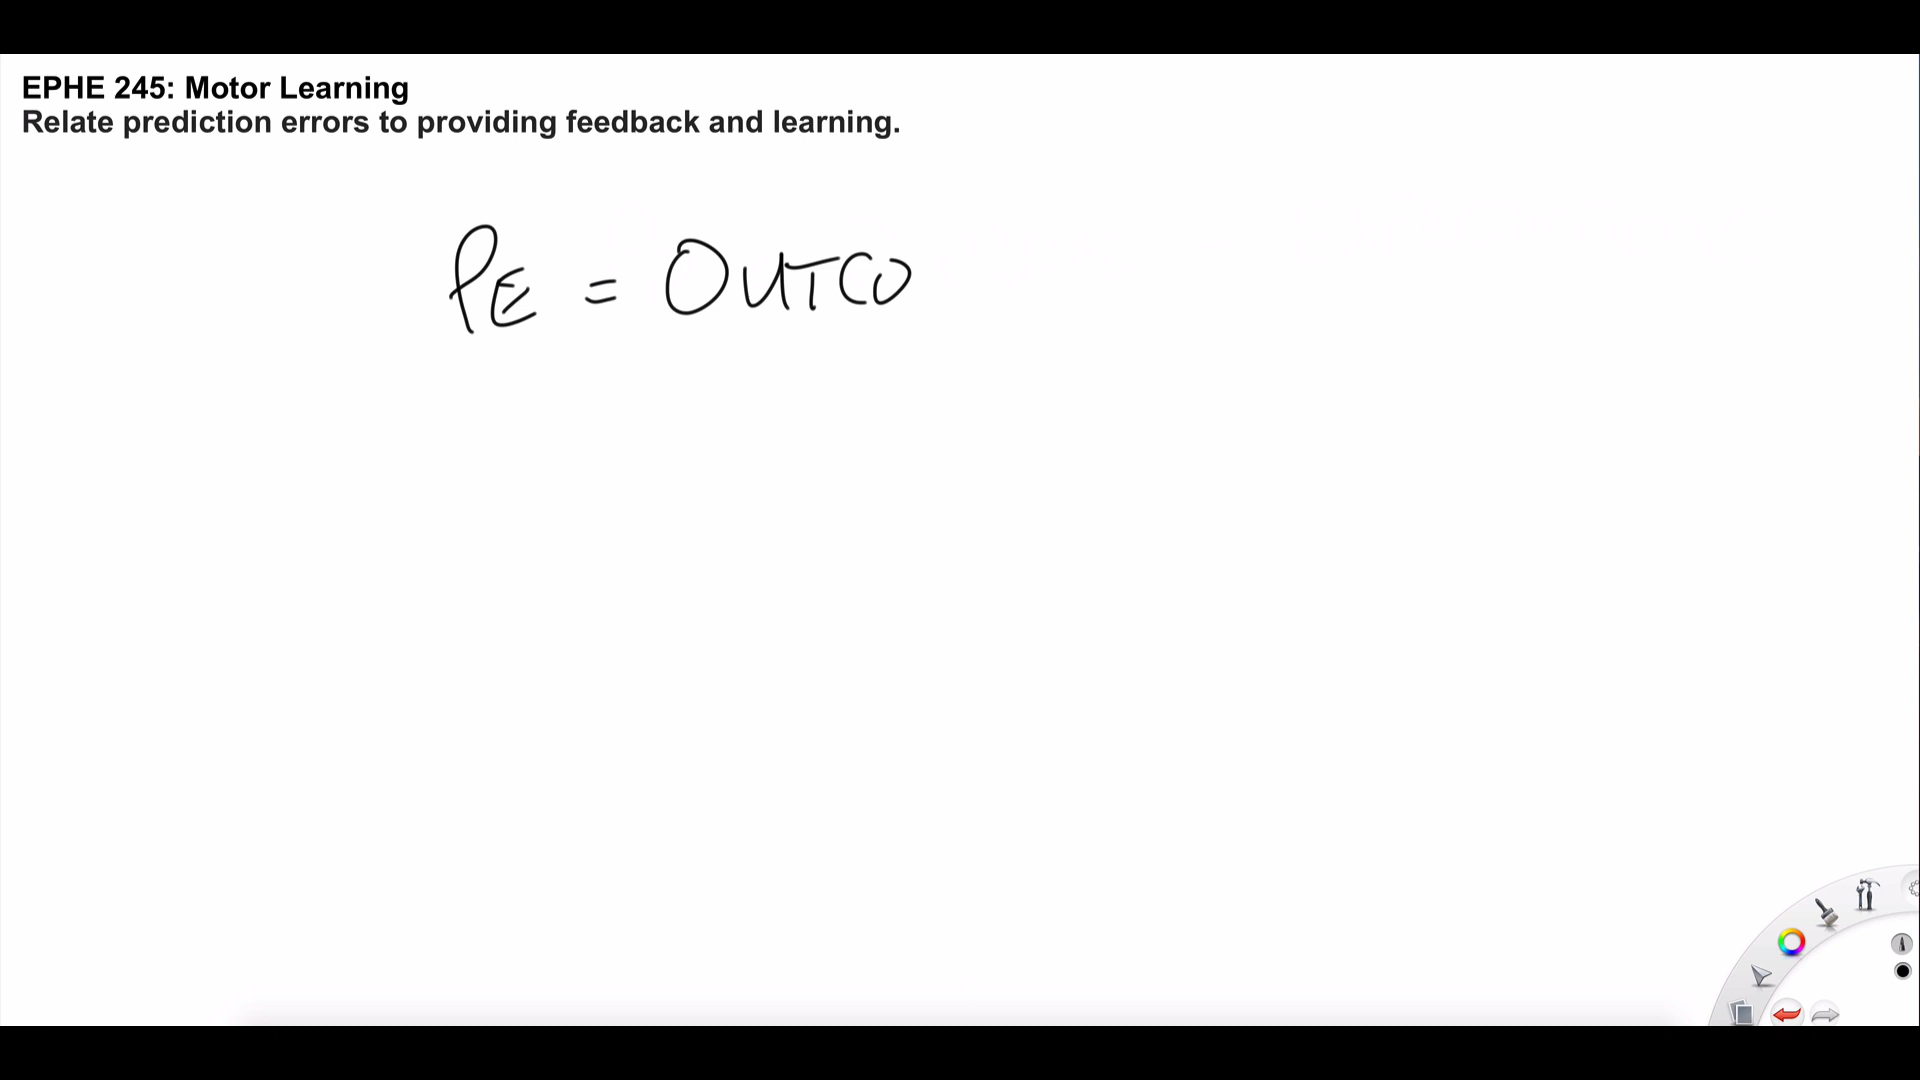 EPHE 245: Motor Learning
Relate prediction errors to providing feedback and learning.
PE = OUTCO